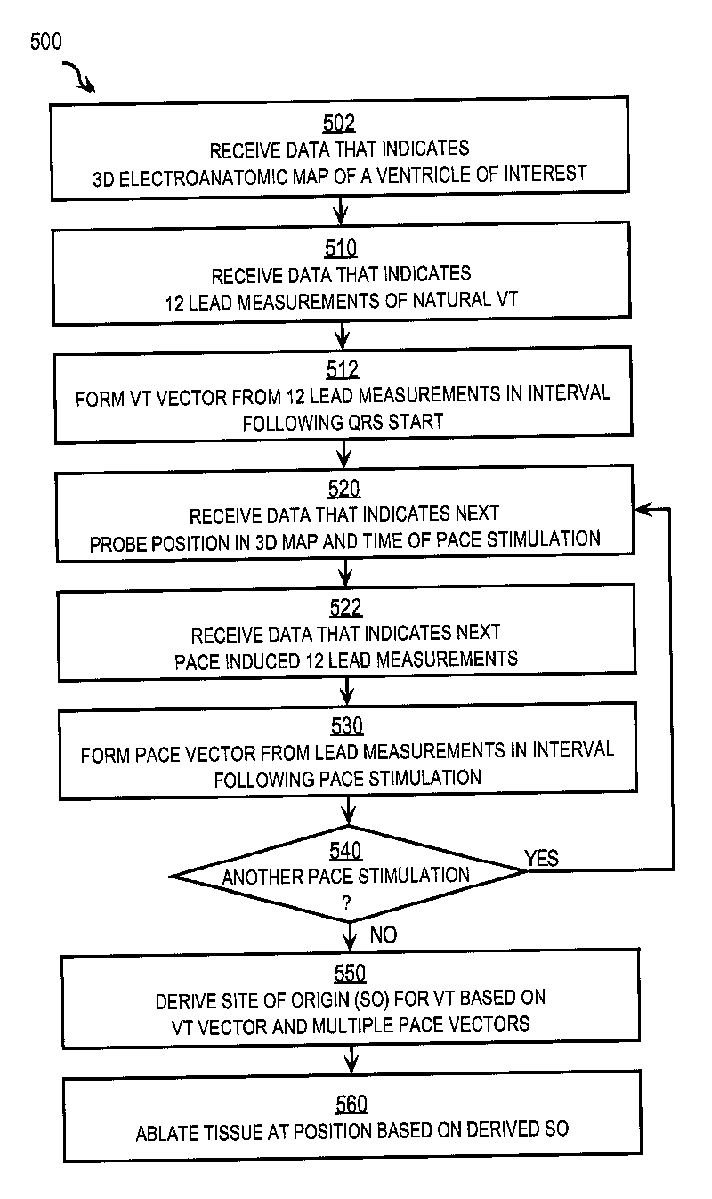 500
502
RECEIVE DATA THAT INDICATES
3D ELECTROANATOMIC MAP OF A VENTRICLE OF INTEREST
510
RECEIVE DATA THAT INDICATES
12 LEAD MEASUREMENTS OF NATURAL VT
512
FORM VT VECTOR FROM 12 LEAD MEASUREMENTS IN INTERVAL
FOLLOWING QRS START
520
RECEIVE DATA THAT INDICATES NEXT
PROBE POSITION IN 3D MAP AND TIME OF PACE STIMULATION
522
RECEIVE DATA THAT INDICATES NEXT
PACE INDUCED 12 LEAD MEASUREMENTS
530
FORM PACE VECTOR FROM LEAD MEASUREMENTS IN INTERVAL
FOLLOWING PACE STIMULATION
540
ANOTHER PACE STIMULATION
?
YES
NO
550
DERIVE SITE OF ORIGIN (SO) FOR VT BASED ON
VT VECTOR AND MULTIPLE PACE VECTORS
560
ABLATE TISSUE AT POSITION BASED ON DERIVED SO